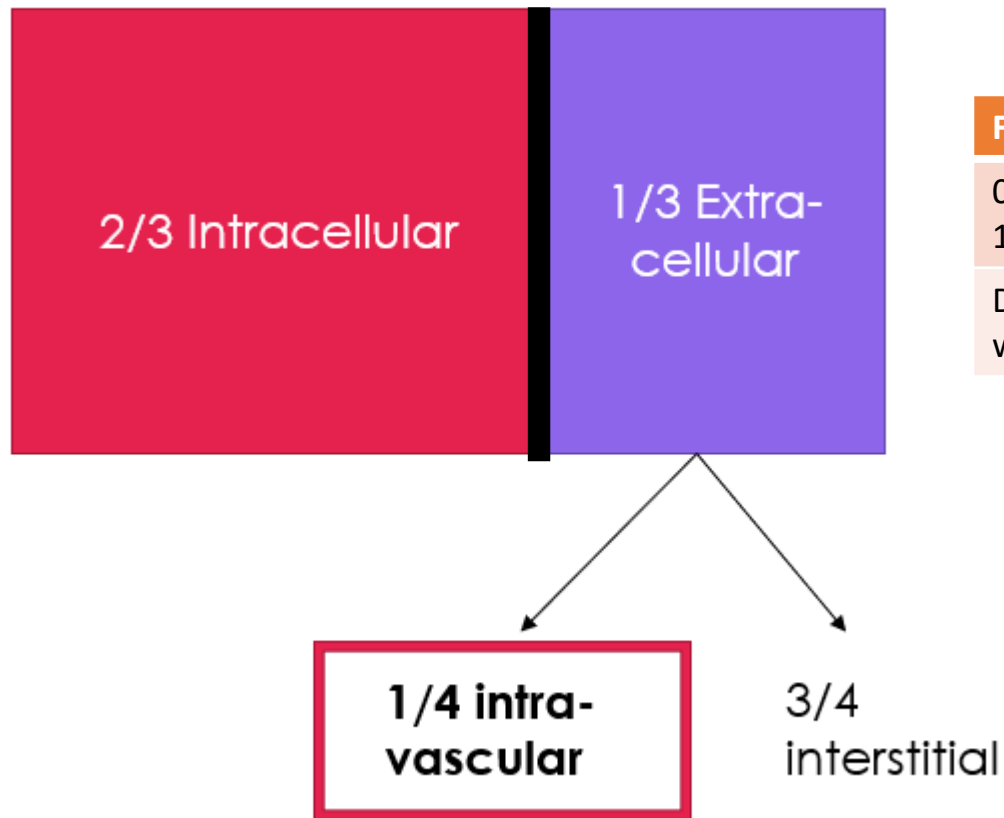 2/3 Intracellular
1/3 Extra-
cellular
1/4 intra-
vascular
3/4
interstitial